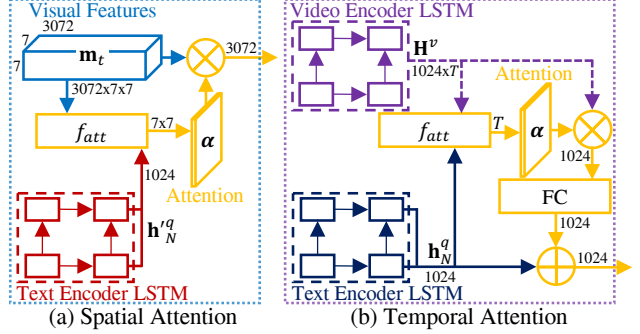 Visual Features
3072
7
7
m_t
3072
3072x7x7
f_att
7x7
α
1024
Attention
h'^q_N
Text Encoder LSTM
(a) Spatial Attention
Video Encoder LSTM
H^v
1024xT
Attention
f_att
T
α
1024
FC
1024
h^q_N
1024
1024
Text Encoder LSTM
(b) Temporal Attention